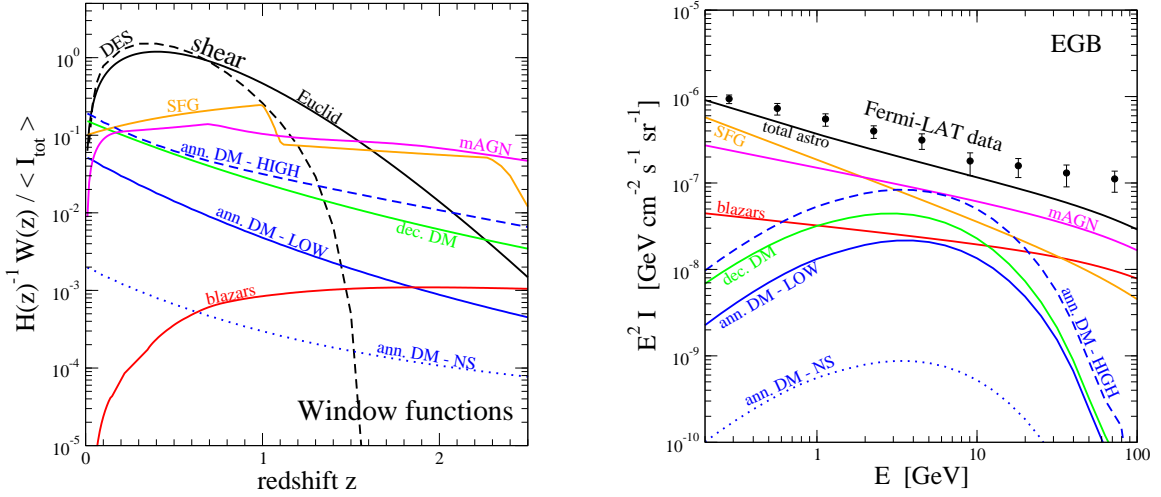 10^0
10^-1
10^-2
10^-3
10^-4
10^-5
H(z)^-1 W(z) / < I_tot >
DES
shear
Euclid
SFG
mAGN
ann. DM - HIGH
dec. DM
ann. DM - LOW
blazars
ann. DM - NS
Window functions
0
1
2
redshift z
10^-5
10^-6
10^-7
10^-8
10^-9
10^-10
E^2 I [GeV cm^-2 s^-1 sr^-1]
EGB
Fermi-LAT data
SFG
total astro
mAGN
blazars
dec. DM
ann. DM - LOW
ann. DM - HIGH
ann. DM - NS
1
10
100
E [GeV]